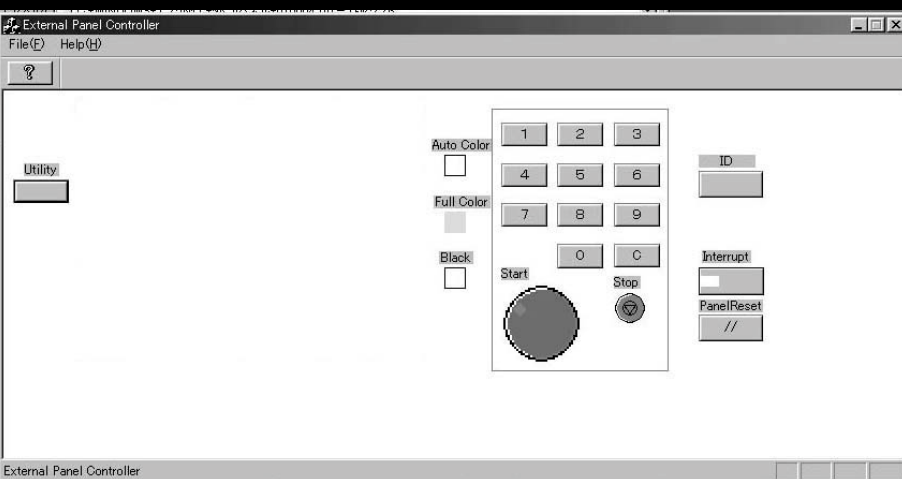 External Panel Controller
File(F) Help(H)
?
Utility
Auto Color
Full Color
Black
1 2 3
4 5 6
7 8 9
0 C
Start
Stop
ID
Interrupt
PanelReset
//
External Panel Controller